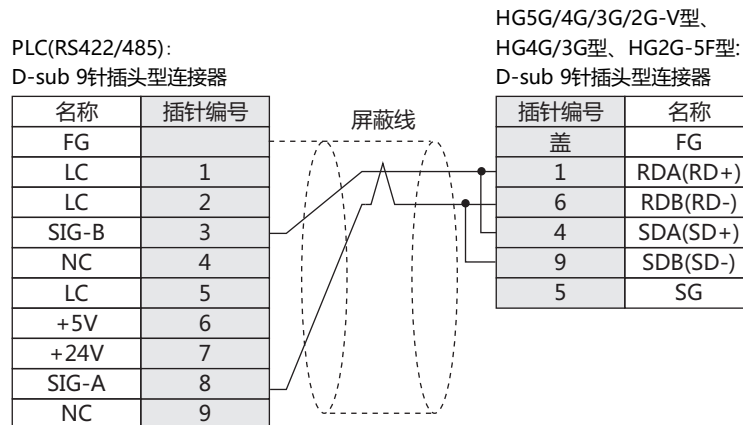 HG5G/4G/3G/2G-V型、
HG4G/3G型、HG2G-5F型:
D-sub 9针插头型连接器
PLC(RS422/485):
D-sub 9针插头型连接器
屏蔽线
名称 插针编号
FG
LC 1
LC 2
SIG-B 3
NC 4
LC 5
+5V 6
+24V 7
SIG-A 8
NC 9
插针编号 名称
盖 FG
1 RDA(RD+)
6 RDB(RD-)
4 SDA(SD+)
9 SDB(SD-)
5 SG